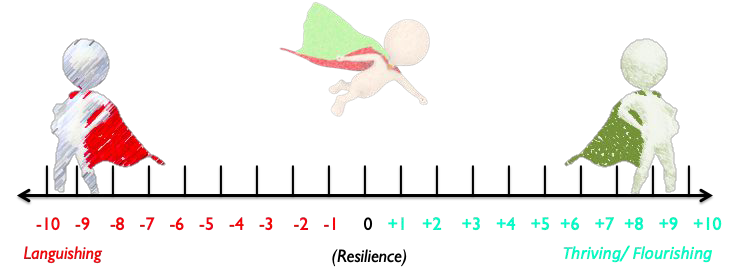 -10 -9 -8 -7 -6 -5 -4 -3 -2 -1 0 +1 +2 +3 +4 +5 +6 +7 +8 +9 +10
Languishing (Resilience) Thriving/ Flourishing